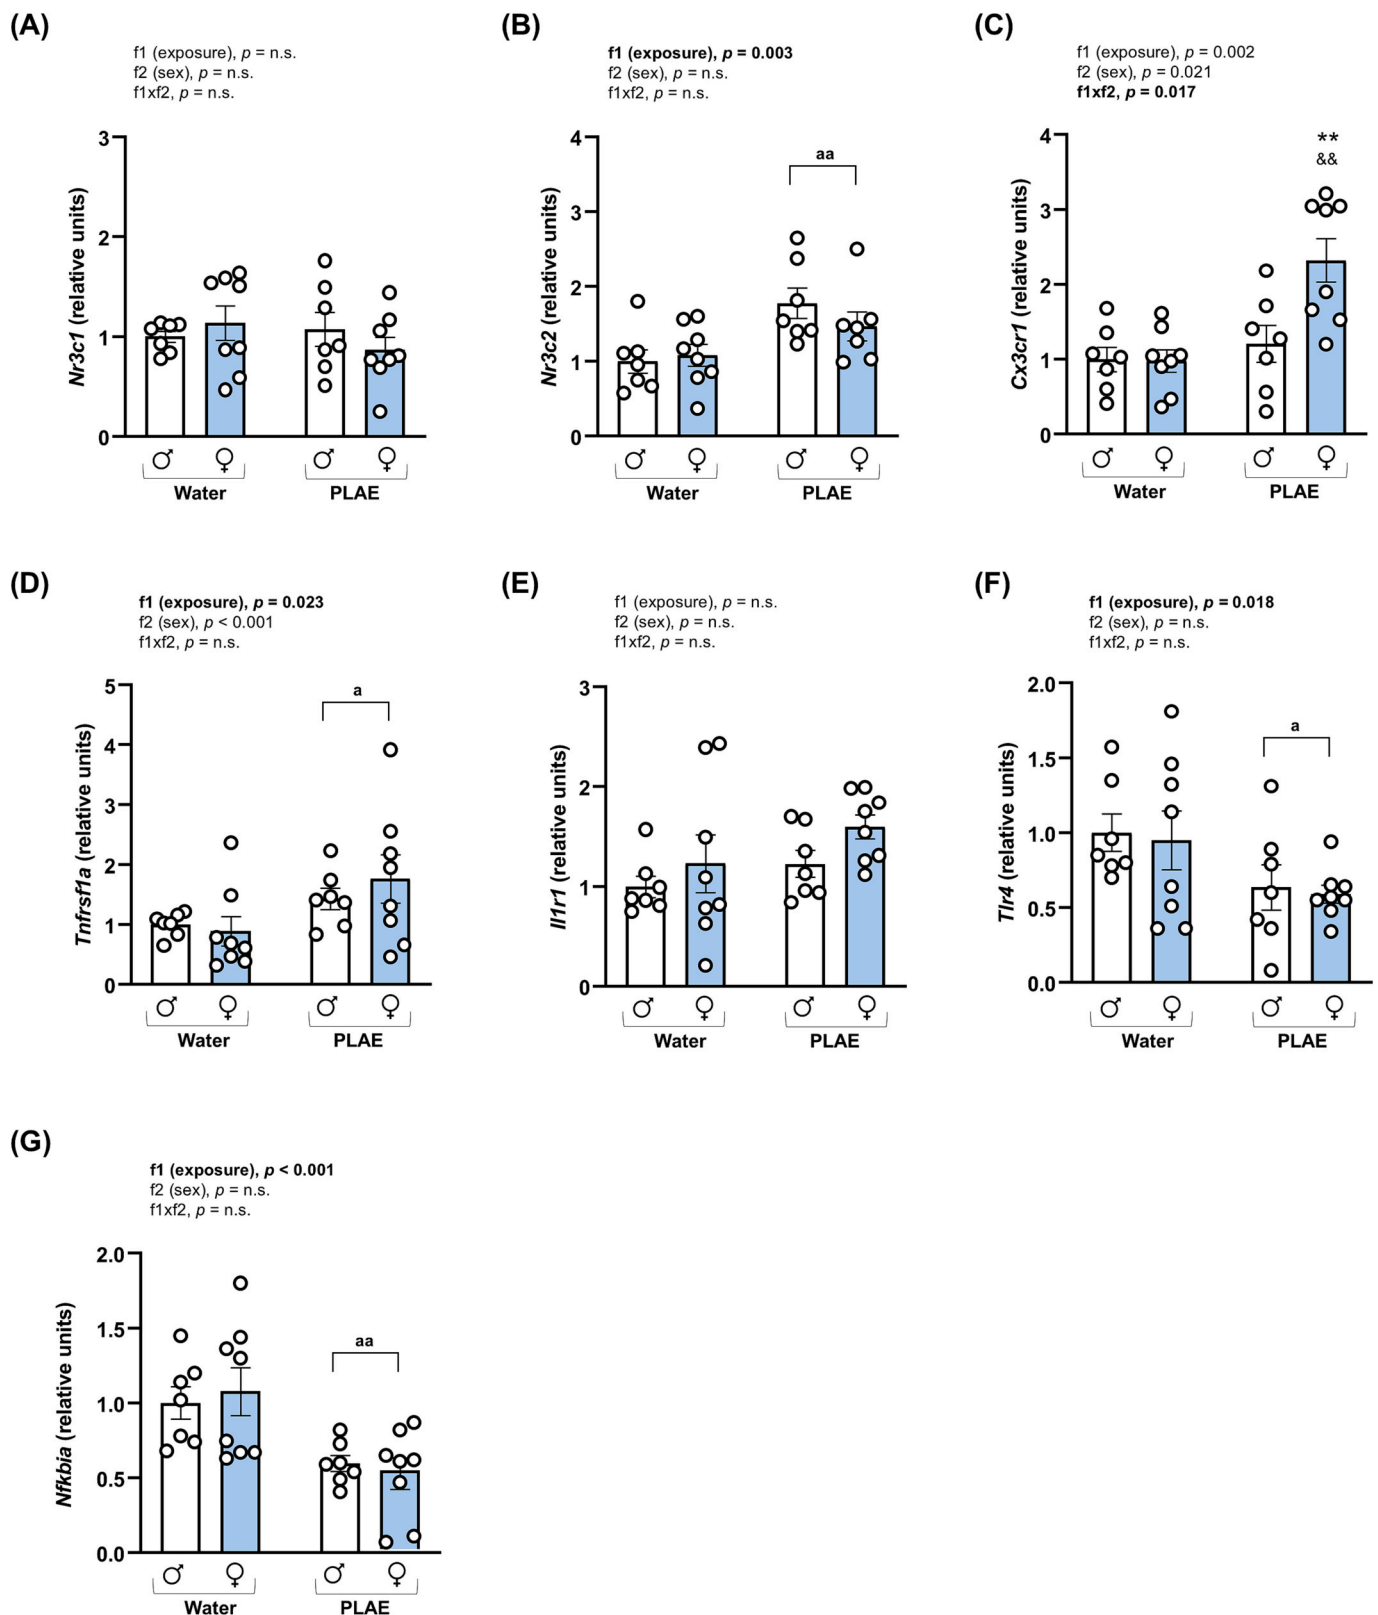 (A)
f1 (exposure), p = n.s.
f2 (sex), p = n.s.
f1xf2, p = n.s.
Nr3c1 (relative units)
3
2
1
0
♂ ♀ ♂ ♀
Water PLAE
(B)
f1 (exposure), p = 0.003
f2 (sex), p = n.s.
f1xf2, p = n.s.
Nr3c2 (relative units)
4
3
2
1
0
aa
♂ ♀ ♂ ♀
Water PLAE
(C)
f1 (exposure), p = 0.002
f2 (sex), p = 0.021
f1xf2, p = 0.017
Cx3cr1 (relative units)
4
3
2
1
0
**
&&
♂ ♀ ♂ ♀
Water PLAE
(D)
f1 (exposure), p = 0.023
f2 (sex), p < 0.001
f1xf2, p = n.s.
Tnfrsf1a (relative units)
5
4
3
2
1
0
a
♂ ♀ ♂ ♀
Water PLAE
(E)
f1 (exposure), p = n.s.
f2 (sex), p = n.s.
f1xf2, p = n.s.
Il1r1 (relative units)
3
2
1
0
♂ ♀ ♂ ♀
Water PLAE
(F)
f1 (exposure), p = 0.018
f2 (sex), p = n.s.
f1xf2, p = n.s.
Tlr4 (relative units)
2.0
1.5
1.0
0.5
0.0
a
♂ ♀ ♂ ♀
Water PLAE
(G)
f1 (exposure), p < 0.001
f2 (sex), p = n.s.
f1xf2, p = n.s.
Nfkbia (relative units)
2.0
1.5
1.0
0.5
0.0
aa
♂ ♀ ♂ ♀
Water PLAE